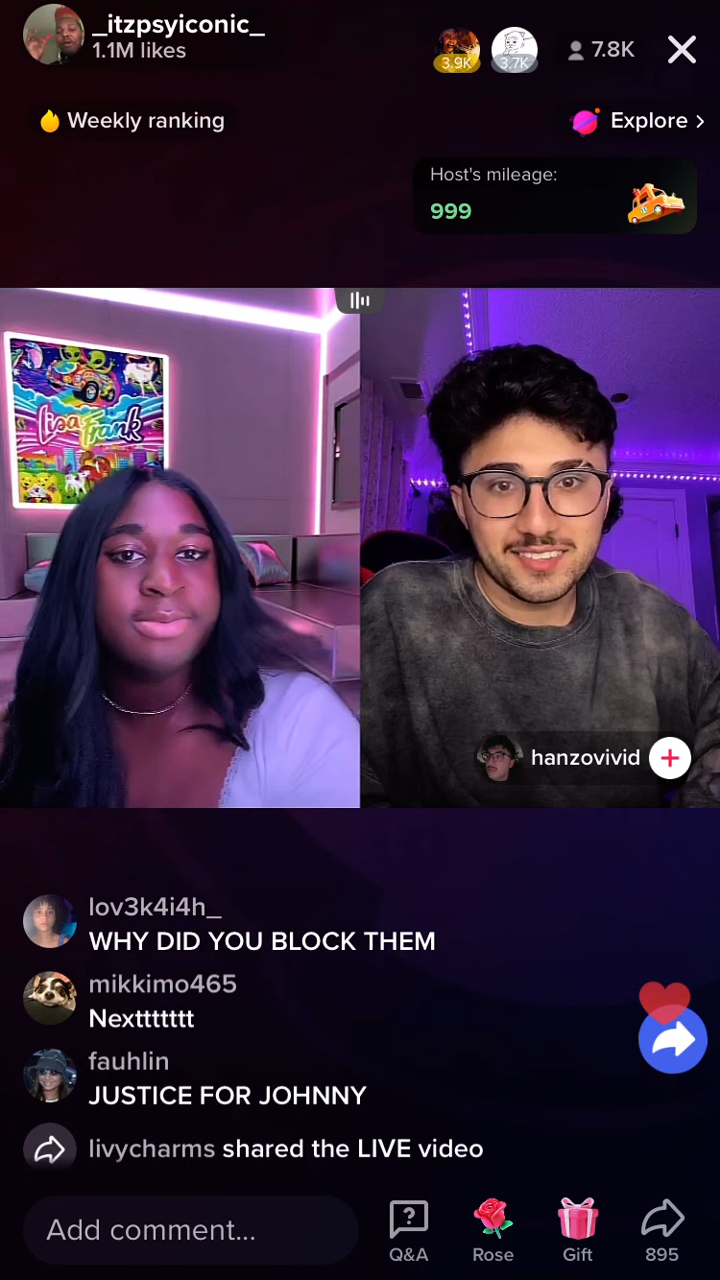 _itzpsyiconic_
1.1M likes
3.9K
3.7K
7.8K
Weekly ranking
Explore >
Host's mileage:
999
Lisa Frank
hanzovivid
lov3k4i4h_
WHY DID YOU BLOCK THEM
mikkimo465
Nexttttttt
fauhlin
JUSTICE FOR JOHNNY
livycharms shared the LIVE video
Add comment...
Q&A
Rose
Gift
895